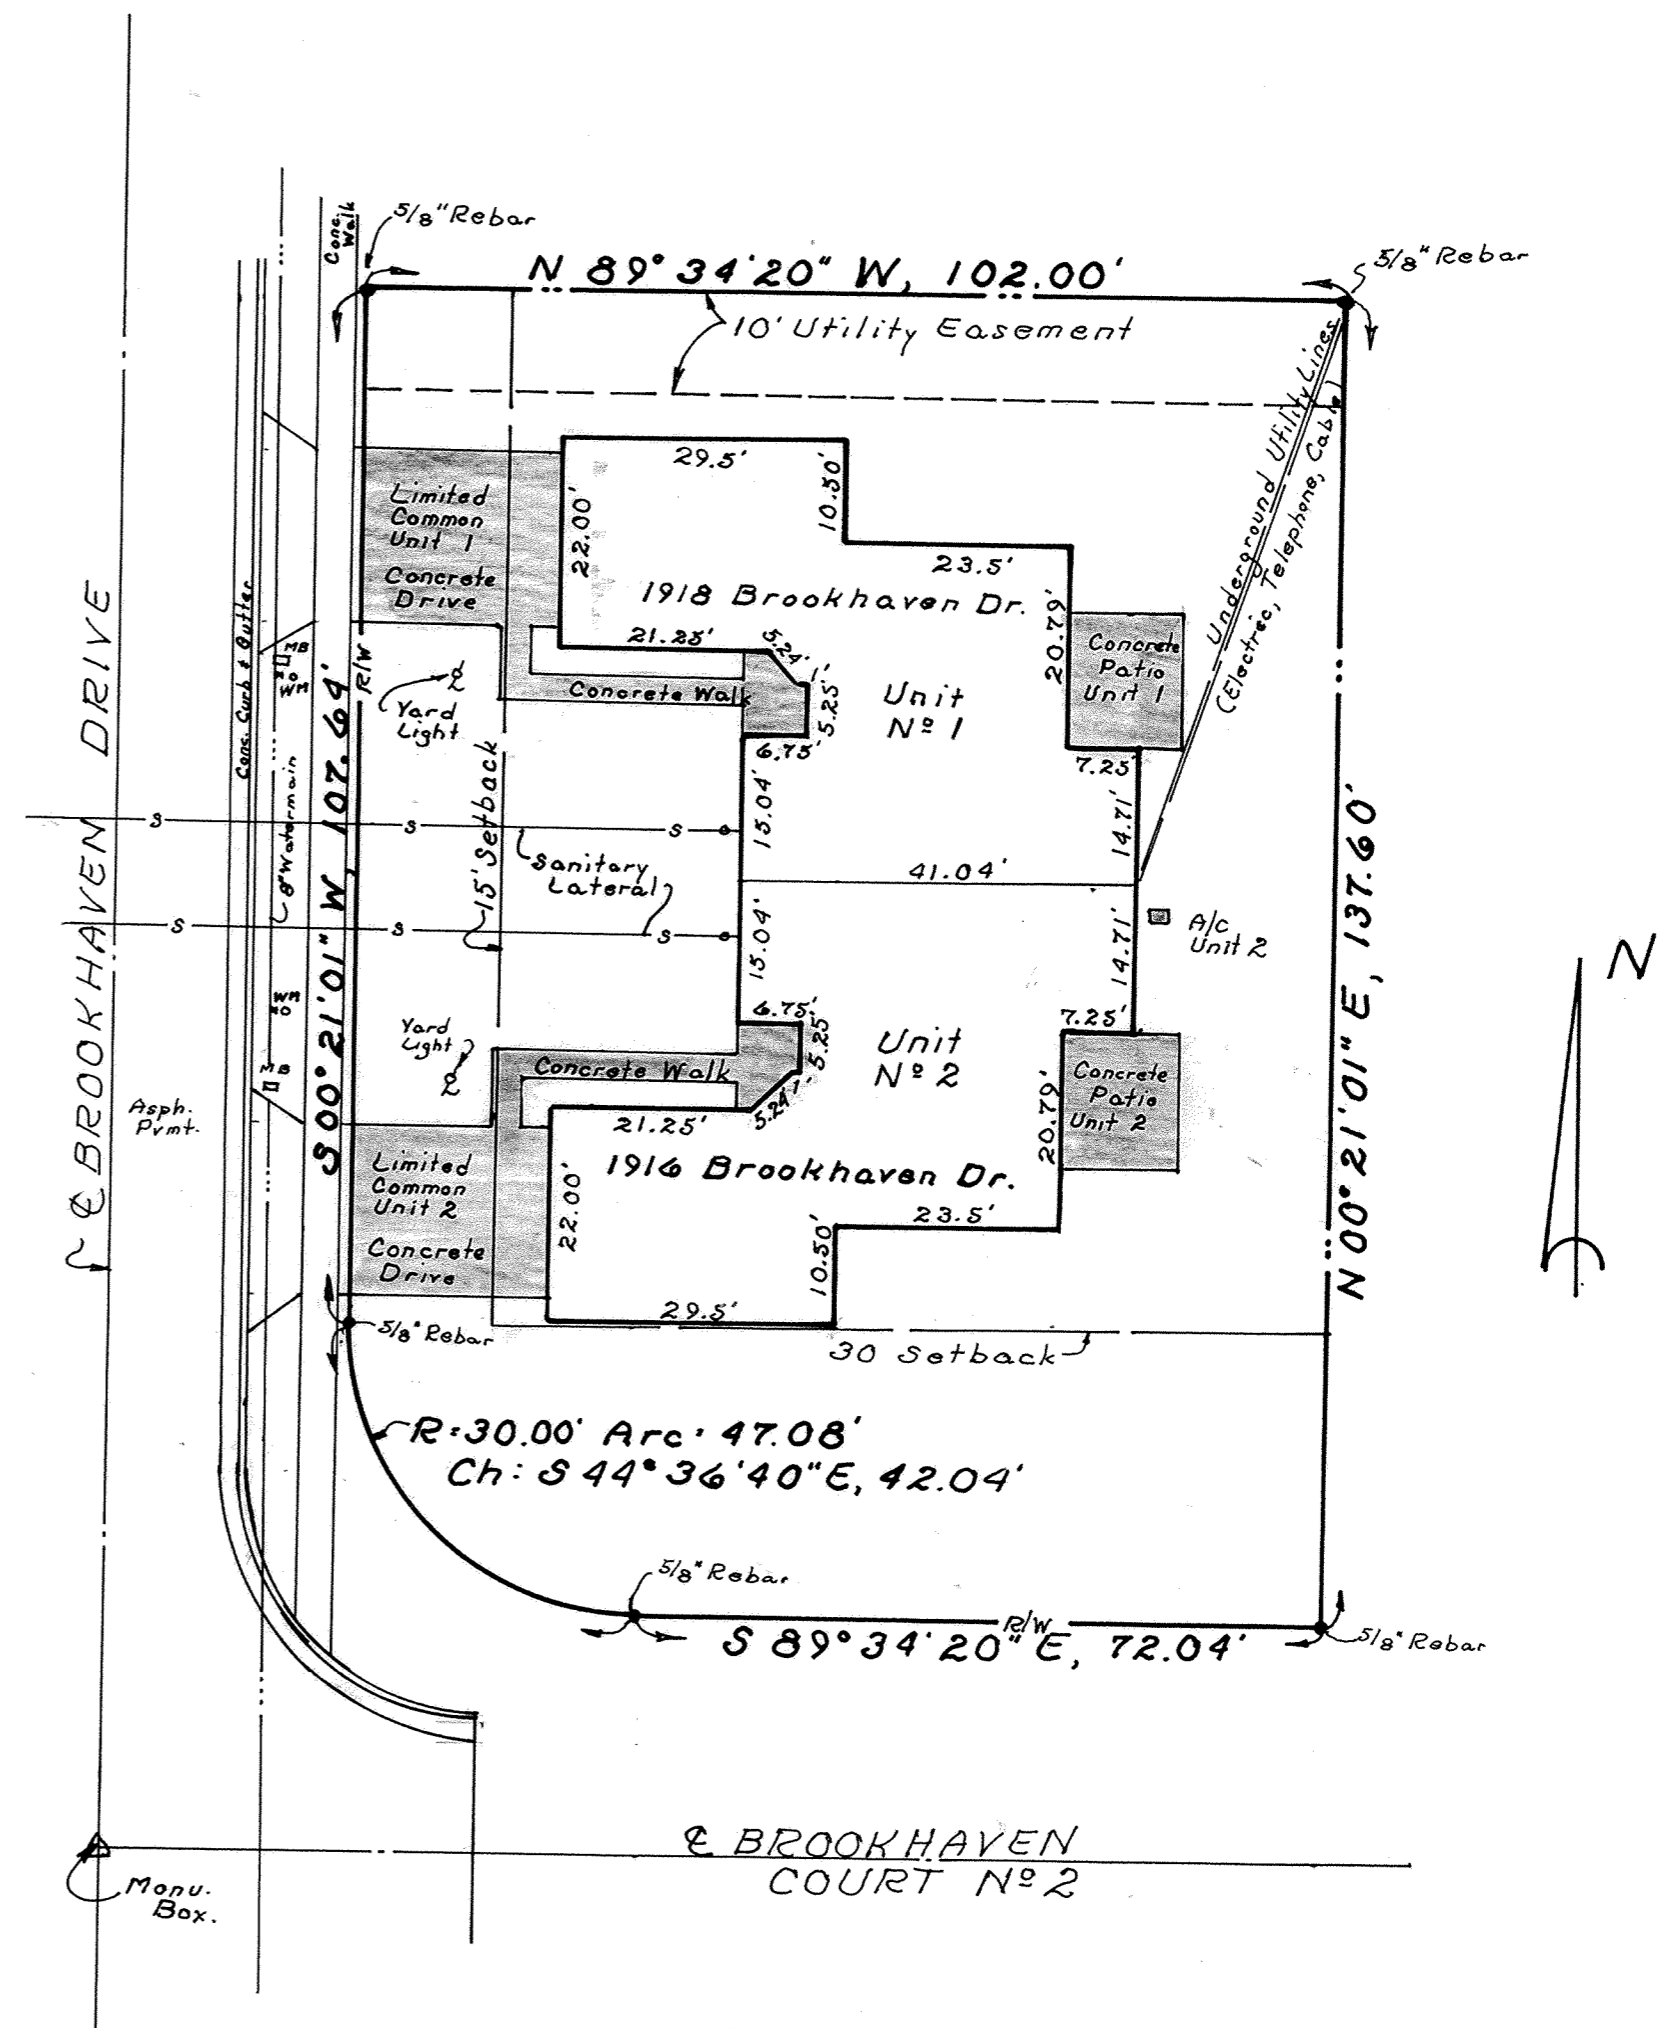 5/8" Rebar
Conc.
Walk
N 89° 34' 20" W, 102.00'
5/8" Rebar
10' Utility Easement
Underground Utility Lines
(Electric, Telephone, Cable
29.5'
10.50'
22.00'
Limited
Common
Unit 1
Concrete
Drive
23.5'
1918 Brookhaven Dr.
20.79'
21.25'
5.24'
1'
5.25'
6.75'
Concrete Walk
Concrete
Patio
Unit 1
Unit
Nº 1
7.25'
Conc. Curb & Gutter
MB
WM
R/W
Yard
Light
8" Watermain
15' Setback
15.04'
14.71'
S
S
S
Sanitary
Lateral
41.04'
S
S
S
15.04'
14.71'
A/C
Unit 2
S 00° 21' 01" W, 107.64'
N 00° 21' 01" E, 137.60'
N
℄ BROOKHAVEN DRIVE
WM
MB
Asph.
Pvmt.
Yard
Light
6.75'
5.25'
1'
5.24'
7.25'
Unit
Nº 2
Concrete Walk
Concrete
Patio
Unit 2
20.79'
21.25'
1916 Brookhaven Dr.
Limited
Common
Unit 2
Concrete
Drive
22.00'
23.5'
10.50'
29.5'
5/8" Rebar
30 Setback
R=30.00' Arc: 47.08'
Ch: S 44° 36' 40" E, 42.04'
5/8" Rebar
R/W
S 89° 34' 20" E, 72.04'
5/8" Rebar
℄ BROOKHAVEN
COURT Nº 2
Monu.
Box.